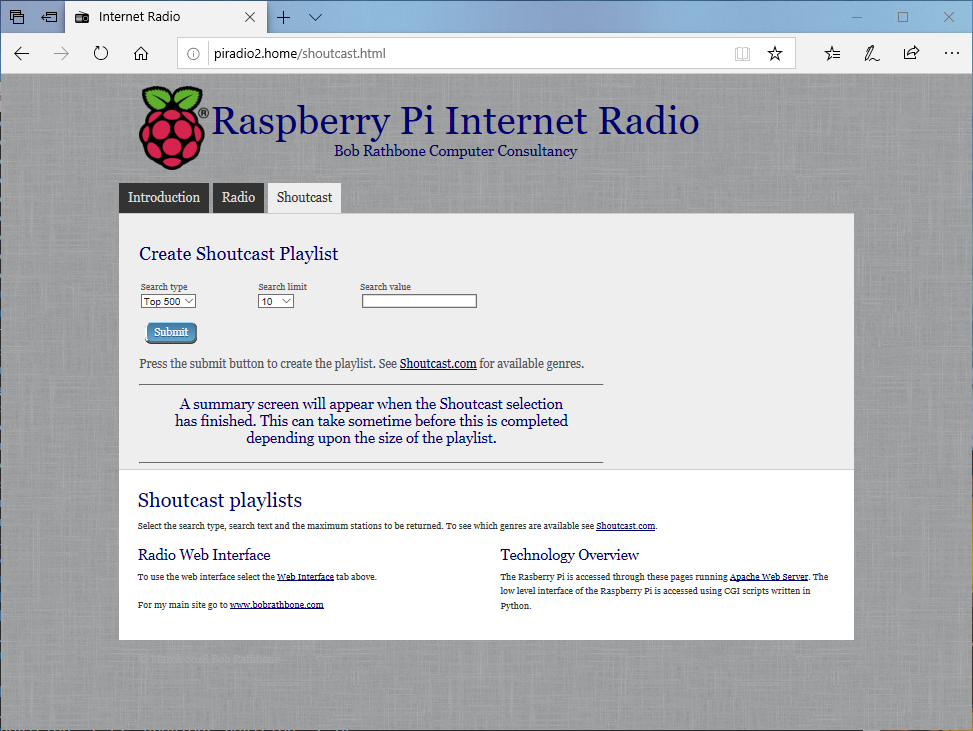 Internet Radio
piradio2.home/shoutcast.html
®
Raspberry Pi Internet Radio
Bob Rathbone Computer Consultancy
Introduction Radio Shoutcast
Create Shoutcast Playlist
Search type Search limit Search value
Top 500 10
Submit
Press the submit button to create the playlist. See Shoutcast.com for available genres.
A summary screen will appear when the Shoutcast selection
has finished. This can take sometime before this is completed
depending upon the size of the playlist.
Shoutcast playlists
Select the search type, search text and the maximum stations to be returned. To see which genres are available see Shoutcast.com.
Radio Web Interface
To use the web interface select the Web Interface tab above.
For my main site go to www.bobrathbone.com
Technology Overview
The Rasberry Pi is accessed through these pages running Apache Web Server. The
low level interface of the Raspberry Pi is accessed using CGI scripts written in
Python.
Bob Rathbone